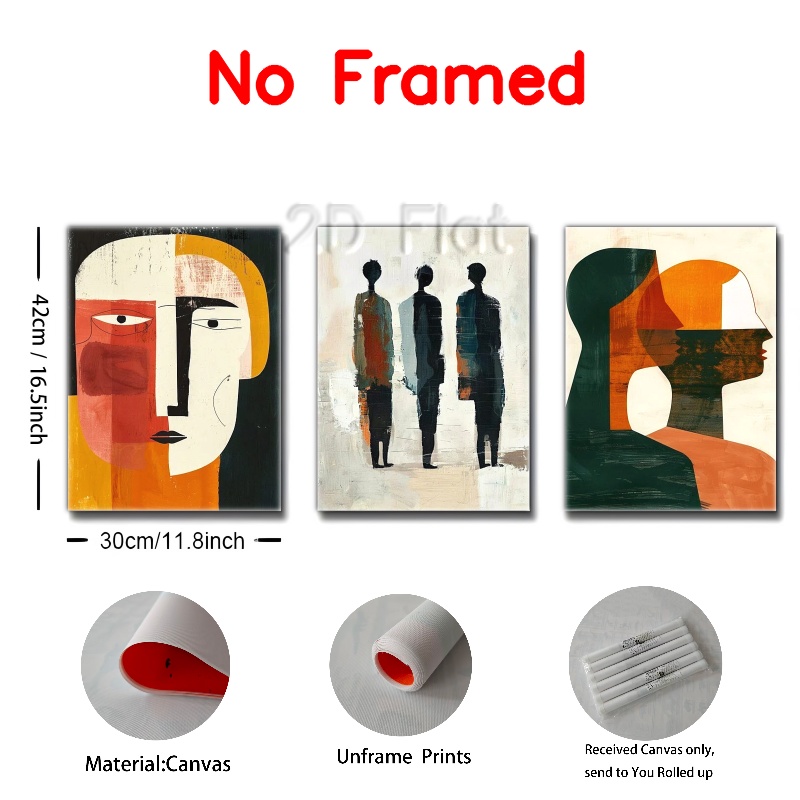 No Framed
2D Flat
42cm / 16.5inch
30cm/11.8inch
Material:Canvas
Unframe Prints
Received Canvas only,
send to You Rolled up